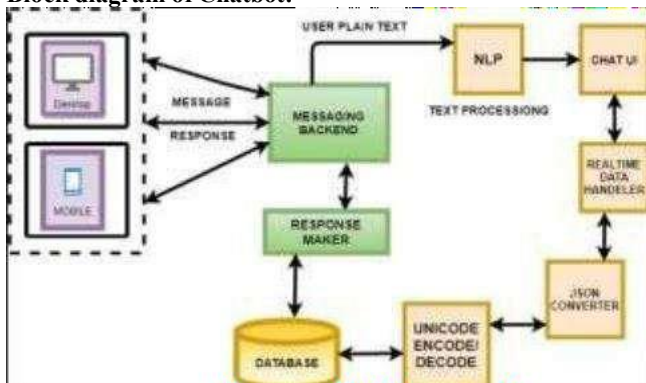 Block diagram of Chatbot:
USER PLAIN TEXT
Desktop
MESSAGE
RESPONSE
MESSAGING
BACKEND
NLP
CHAT UI
TEXT PROCESSIONG
MOBILE
REALTIME
DATA
HANDELER
RESPONSE
MAKER
JSON
CONVERTER
DATABASE
UNICODE
ENCODE/
DECODE